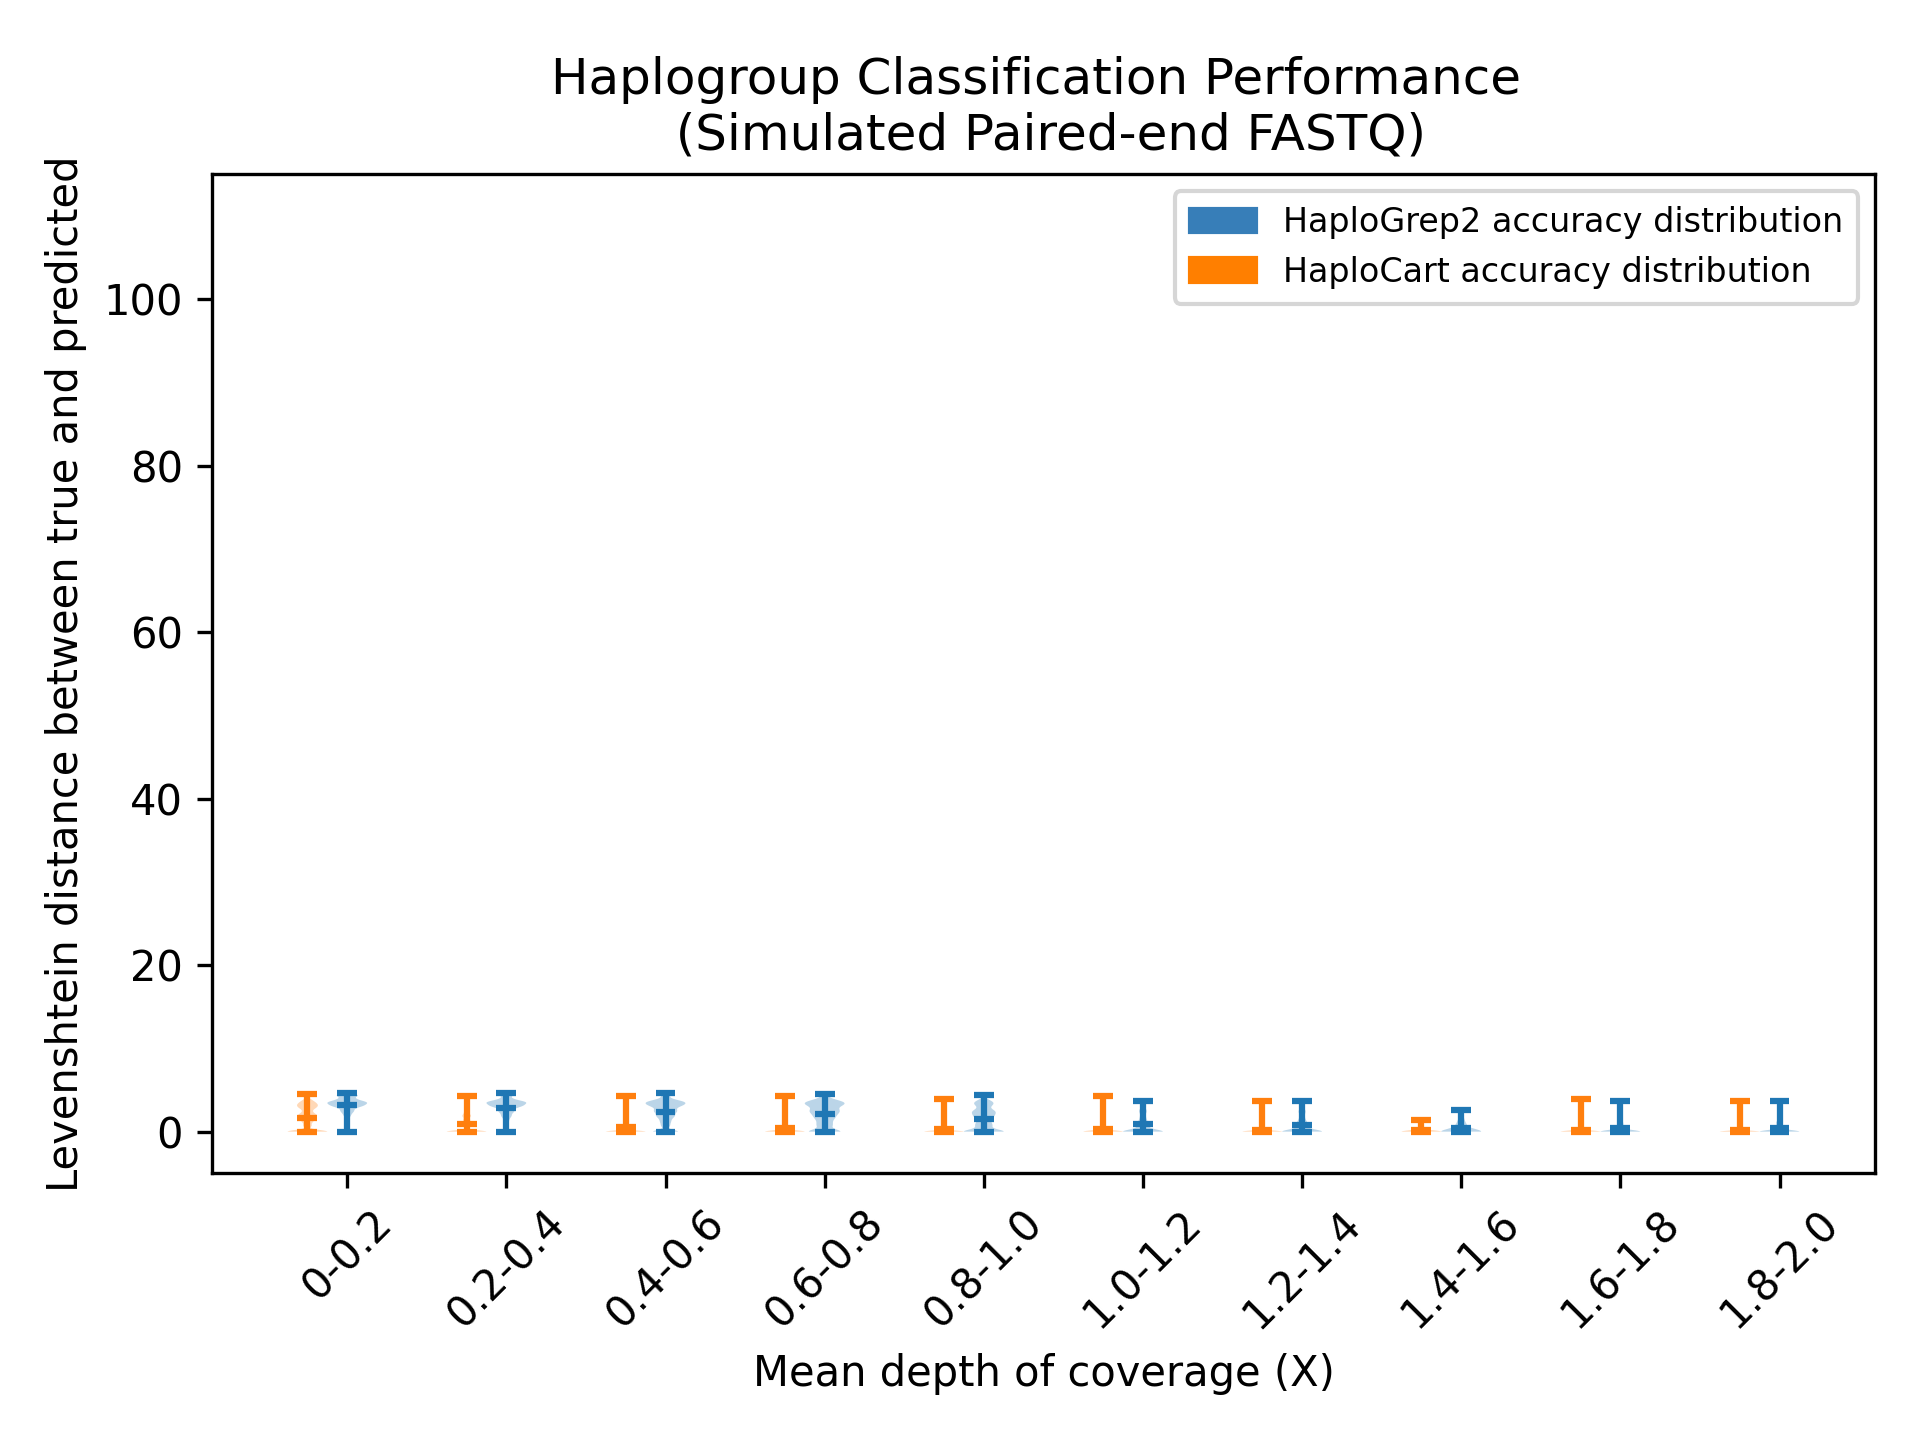 Haplogroup Classification Performance
(Simulated Paired-end FASTQ)
HaploGrep2 accuracy distribution
HaploCart accuracy distribution
Levenshtein distance between true and predicted
100
80
60
40
20
0
0-0.2
0.2-0.4
0.4-0.6
0.6-0.8
0.8-1.0
1.0-1.2
1.2-1.4
1.4-1.6
1.6-1.8
1.8-2.0
Mean depth of coverage (X)